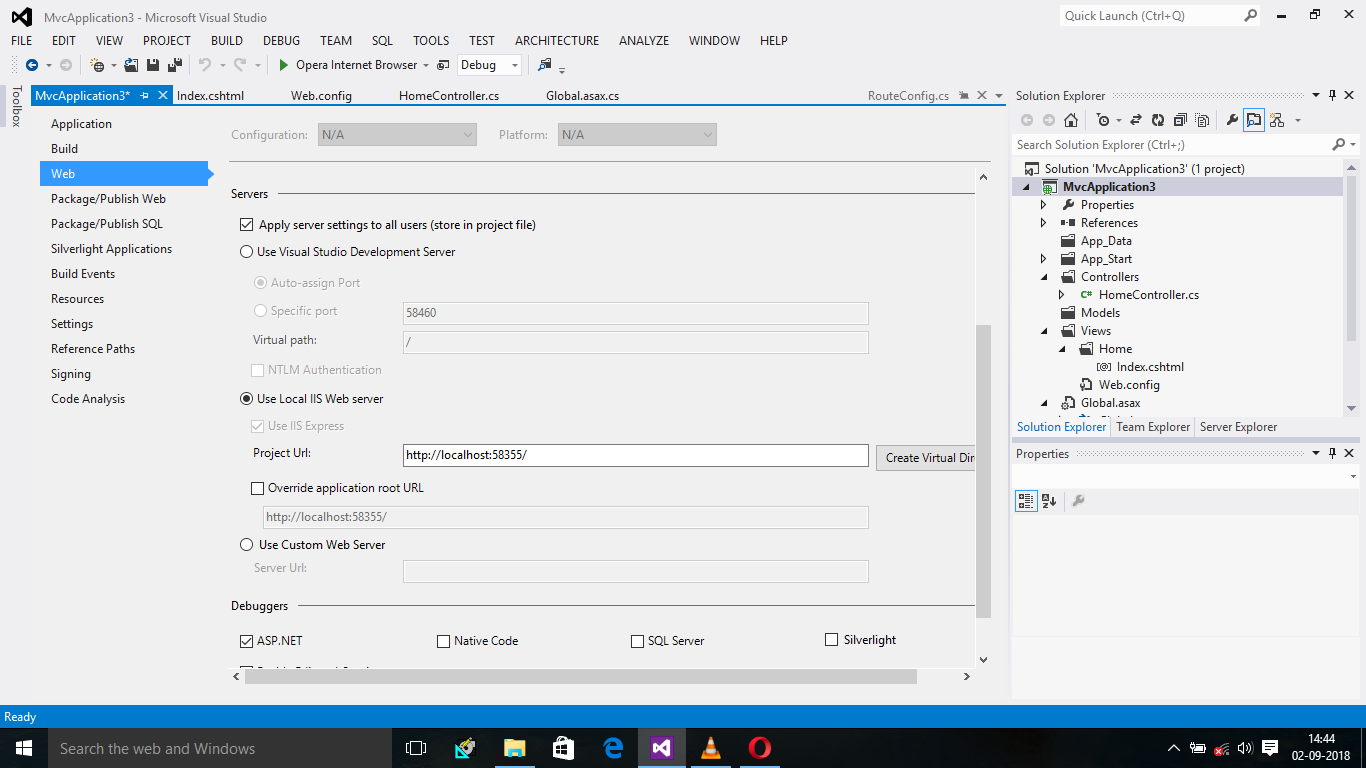 MvcApplication3 - Microsoft Visual Studio
Quick Launch (Ctrl+Q)
FILE EDIT VIEW PROJECT BUILD DEBUG TEAM SQL TOOLS TEST ARCHITECTURE ANALYZE WINDOW HELP
Opera Internet Browser Debug
Toolbox
MvcApplication3* Index.cshtml Web.config HomeController.cs Global.asax.cs RouteConfig.cs
Application
Build
Web
Package/Publish Web
Package/Publish SQL
Silverlight Applications
Build Events
Resources
Settings
Reference Paths
Signing
Code Analysis
Configuration: N/A Platform: N/A
Servers
Apply server settings to all users (store in project file)
Use Visual Studio Development Server
Auto-assign Port
Specific port 58460
Virtual path: /
NTLM Authentication
Use Local IIS Web server
Use IIS Express
Project Url: http://localhost:58355/ Create Virtual Dir
Override application root URL
http://localhost:58355/
Use Custom Web Server
Server Url:
Debuggers
ASP.NET Native Code SQL Server Silverlight
Solution Explorer
Search Solution Explorer (Ctrl+;)
Solution 'MvcApplication3' (1 project)
MvcApplication3
Properties
References
App_Data
App_Start
Controllers
C# HomeController.cs
Models
Views
Home
Index.cshtml
Web.config
Global.asax
Solution Explorer Team Explorer Server Explorer
Properties
Ready
Search the web and Windows
14:44
02-09-2018